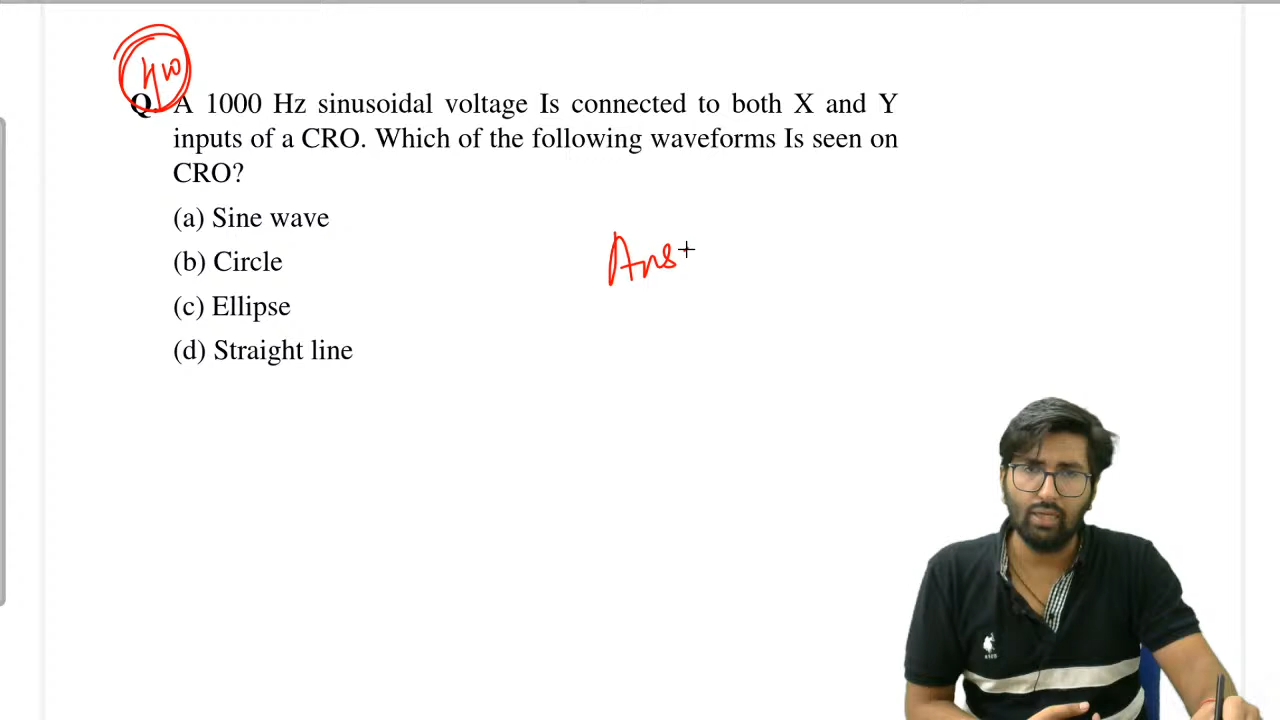 HW
Q. A 1000 Hz sinusoidal voltage Is connected to both X and Y
inputs of a CRO. Which of the following waveforms Is seen on
CRO?
(a) Sine wave
(b) Circle
(c) Ellipse
(d) Straight line
Ans